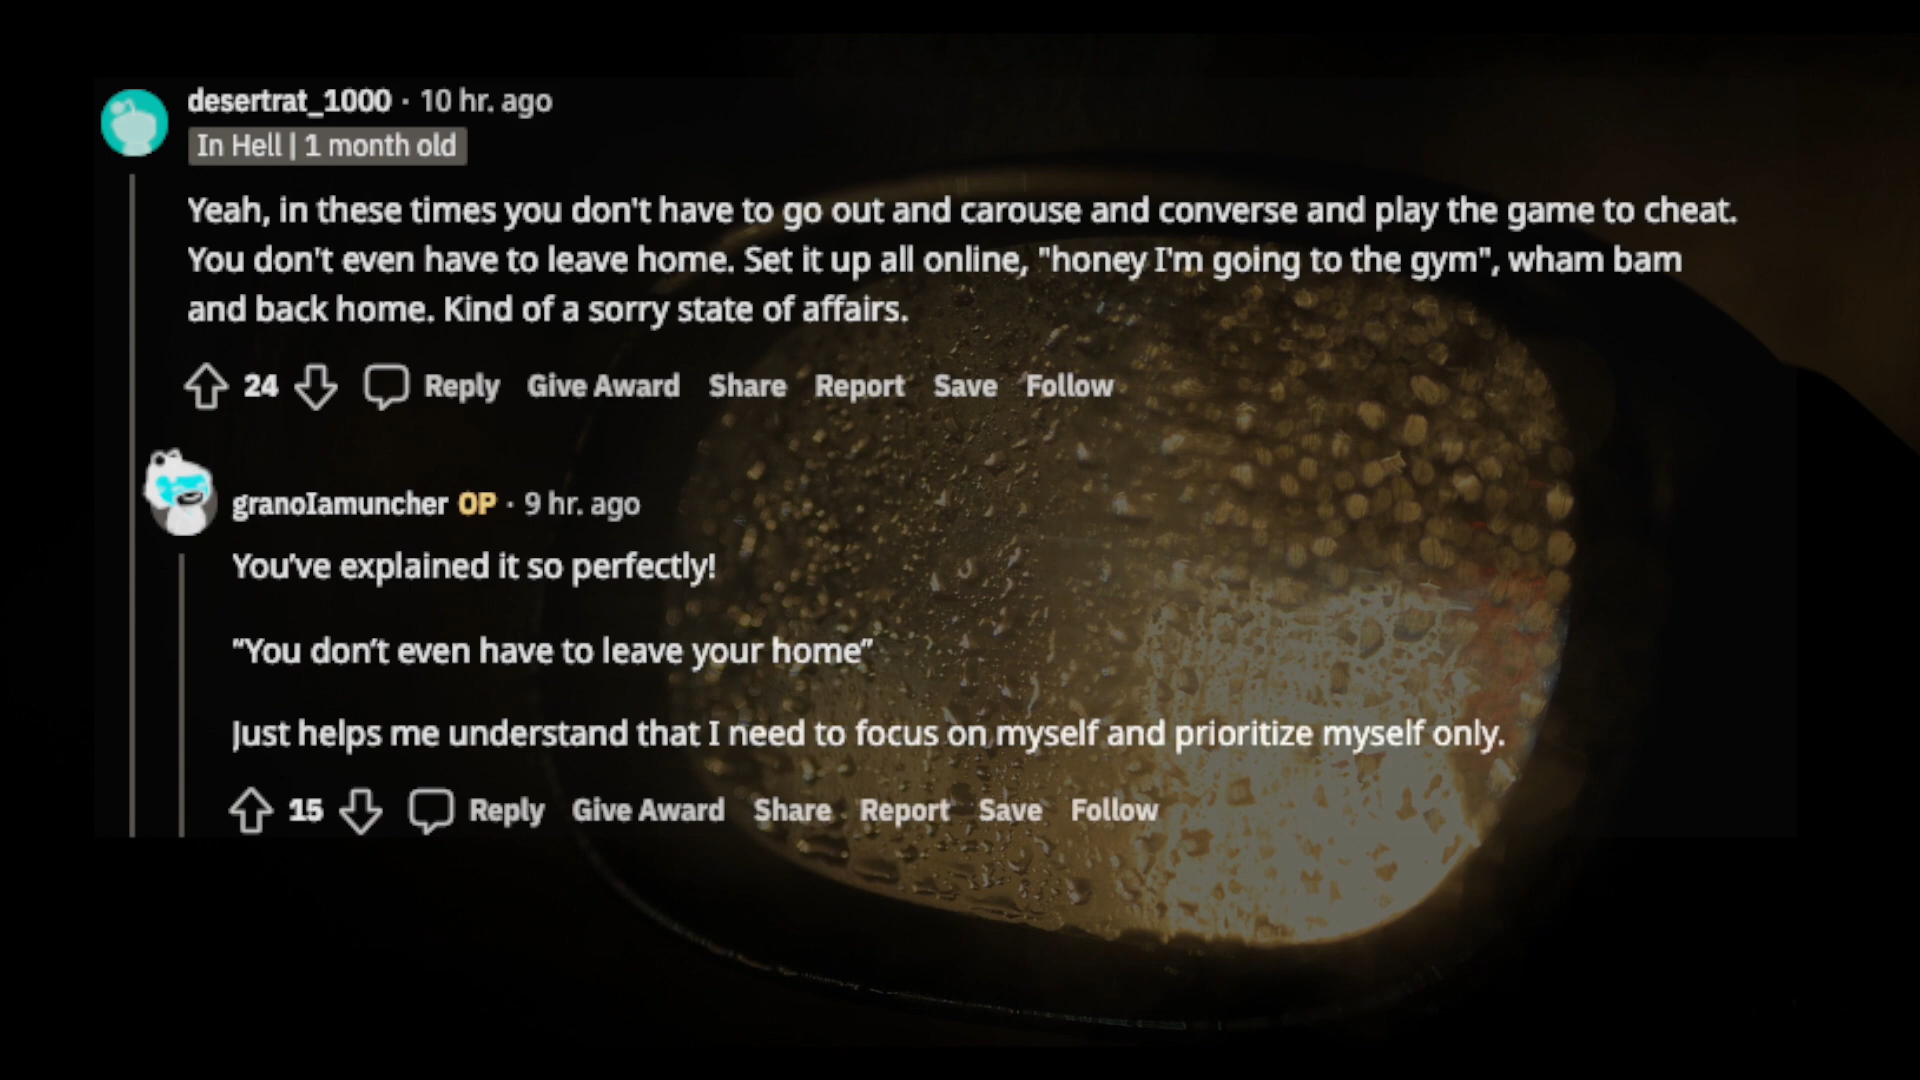 desertrat_1000 · 10 hr. ago
In Hell | 1 month old
Yeah, in these times you don't have to go out and carouse and converse and play the game to cheat.
You don't even have to leave home. Set it up all online, "honey I'm going to the gym", wham bam
and back home. Kind of a sorry state of affairs.
24 Reply Give Award Share Report Save Follow
granoIamuncher OP · 9 hr. ago
You’ve explained it so perfectly!
“You don’t even have to leave your home”
Just helps me understand that I need to focus on myself and prioritize myself only.
15 Reply Give Award Share Report Save Follow